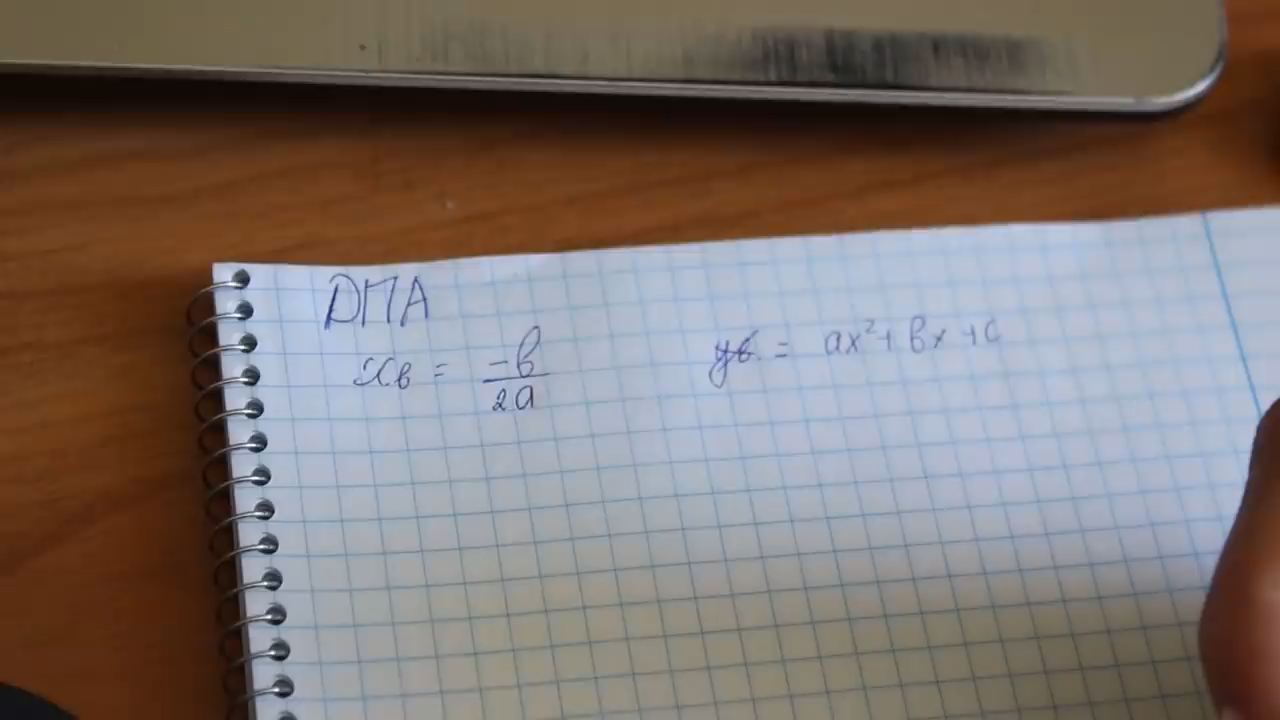 ДПА
xв = -в/2a
yв. = ax²+вx+c